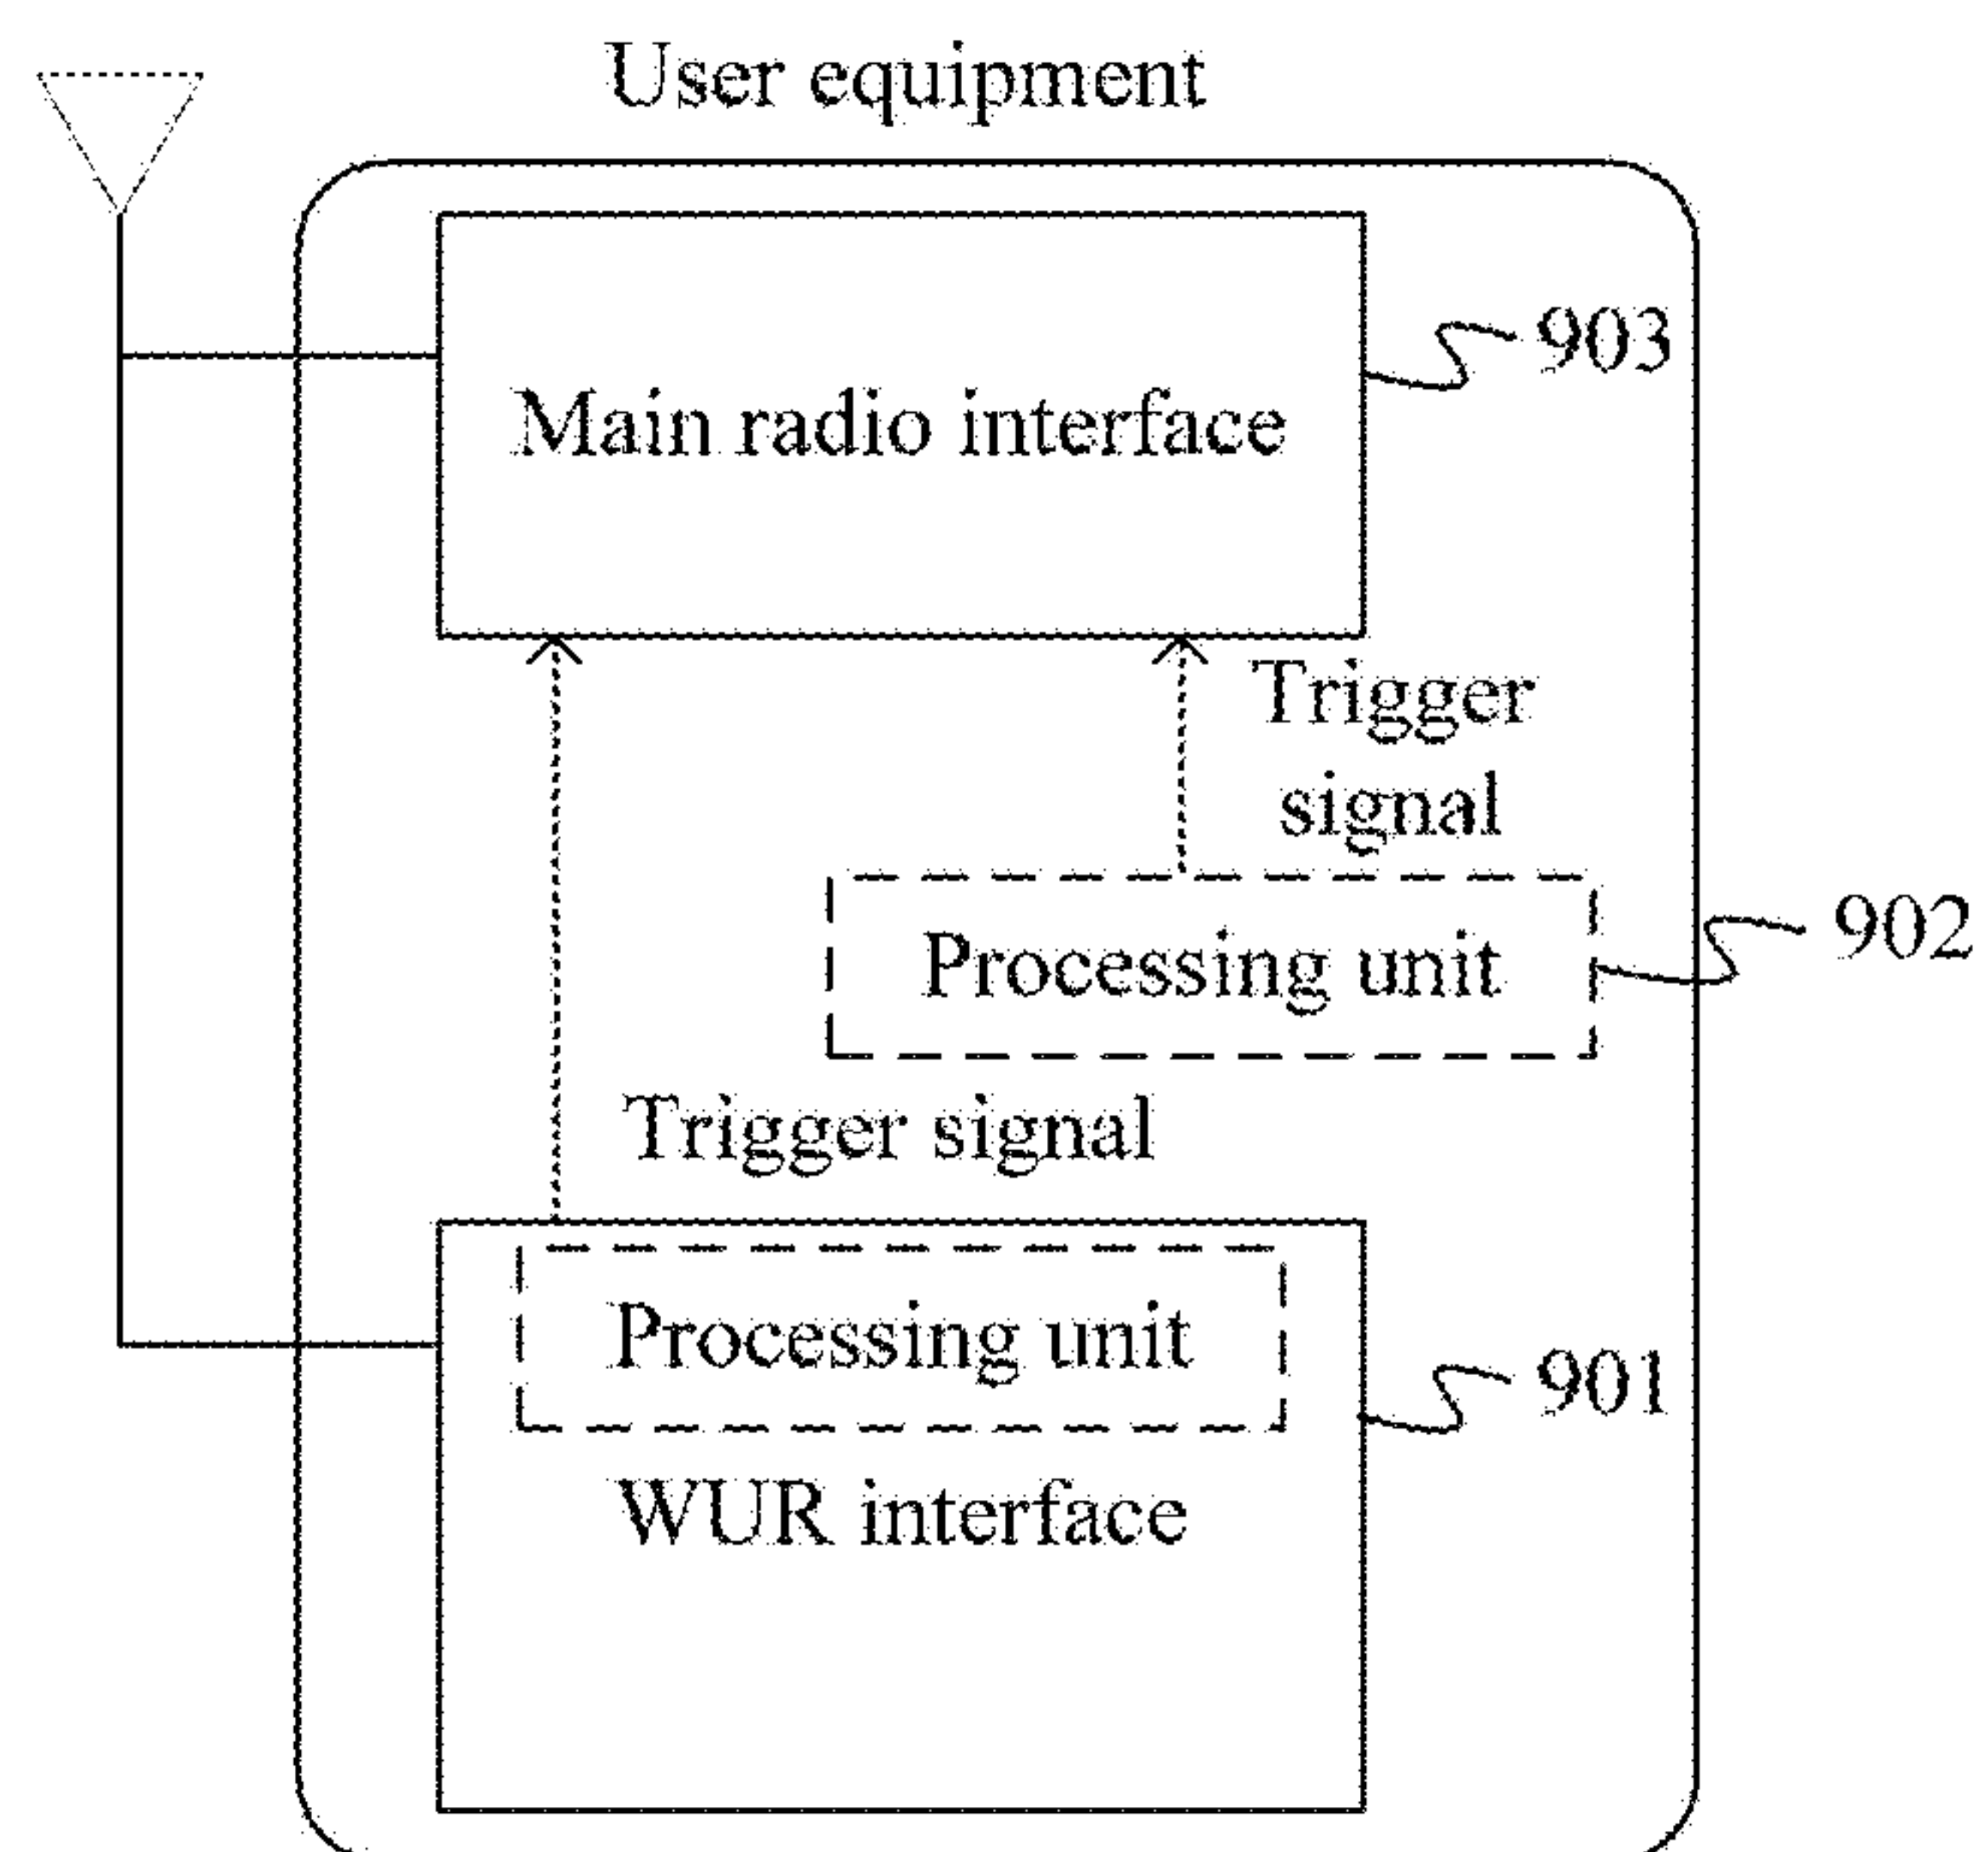 User equipment
903
Main radio interface
Trigger
signal
902
Processing unit
Trigger signal
Processing unit
901
WUR interface